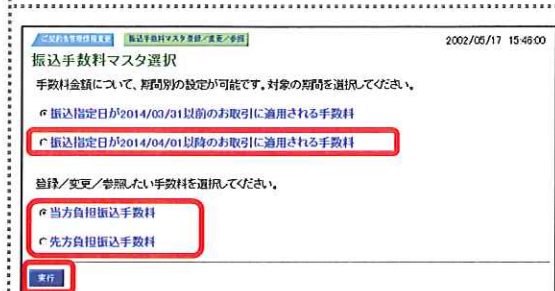 ご契約先管理情報変更 振込手数料マスタ登録/変更/参照 2002/05/17 15:46:00
振込手数料マスタ選択
手数料金額について、期間別の設定が可能です。対象の期間を選択してください。
振込指定日が2014/03/31以前のお取引に適用される手数料
振込指定日が2014/04/01以降のお取引に適用される手数料
登録/変更/参照したい手数料を選択してください。
当方負担振込手数料
先方負担振込手数料
実行